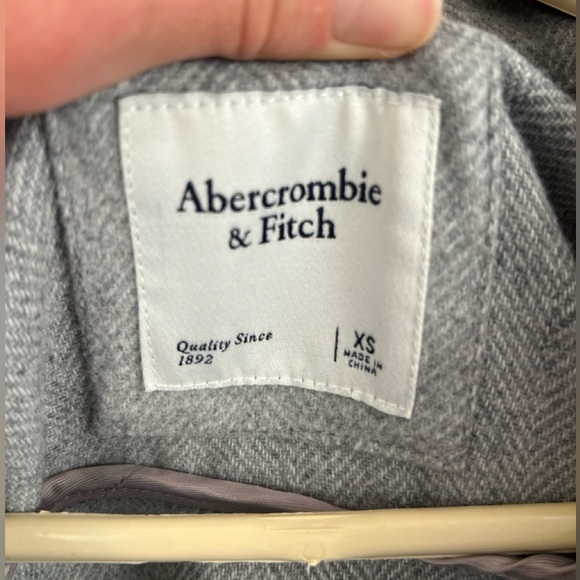 Abercrombie
& Fitch
Quality Since
1892
XS
MADE IN
CHINA